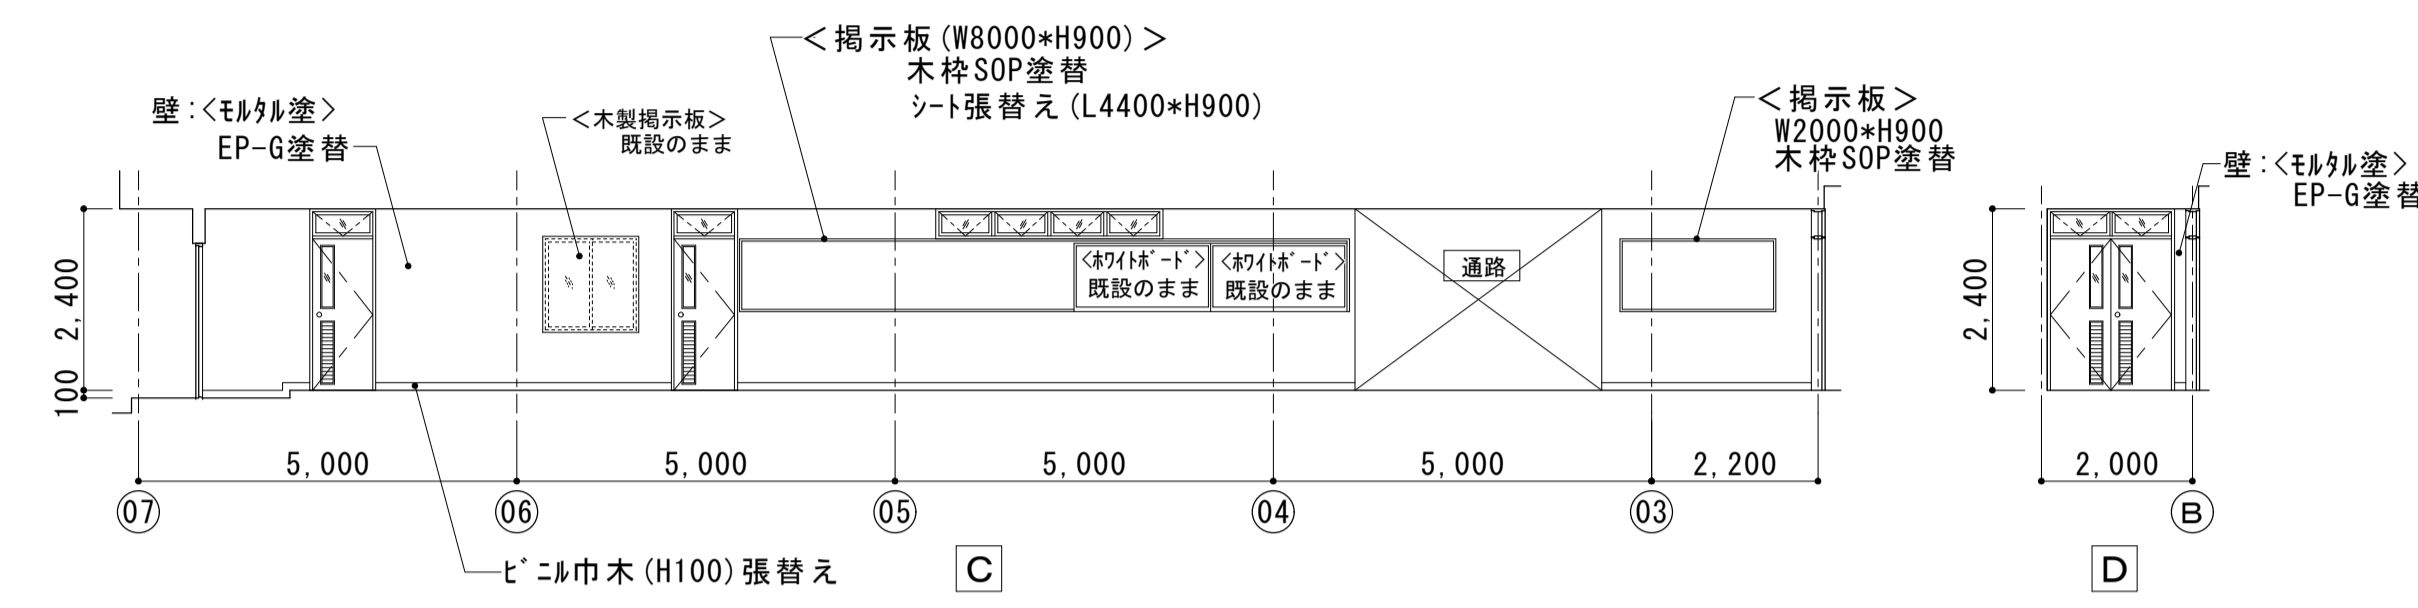 <掲示板(W8000*H900)>
木枠SOP塗替
シート張替え(L4400*H900)
壁:<モルタル塗>
EP-G塗替
<木製掲示板>
既設のまま
<掲示板>
W2000*H900
木枠SOP塗替
壁:<モルタル塗>
EP-G塗替
<ホワイトボード>
既設のまま
<ホワイトボード>
既設のまま
通路
2,400
100
2,400
5,000
5,000
5,000
5,000
2,200
2,000
07
06
05
04
03
B
ビニル巾木(H100)張替え
C
D